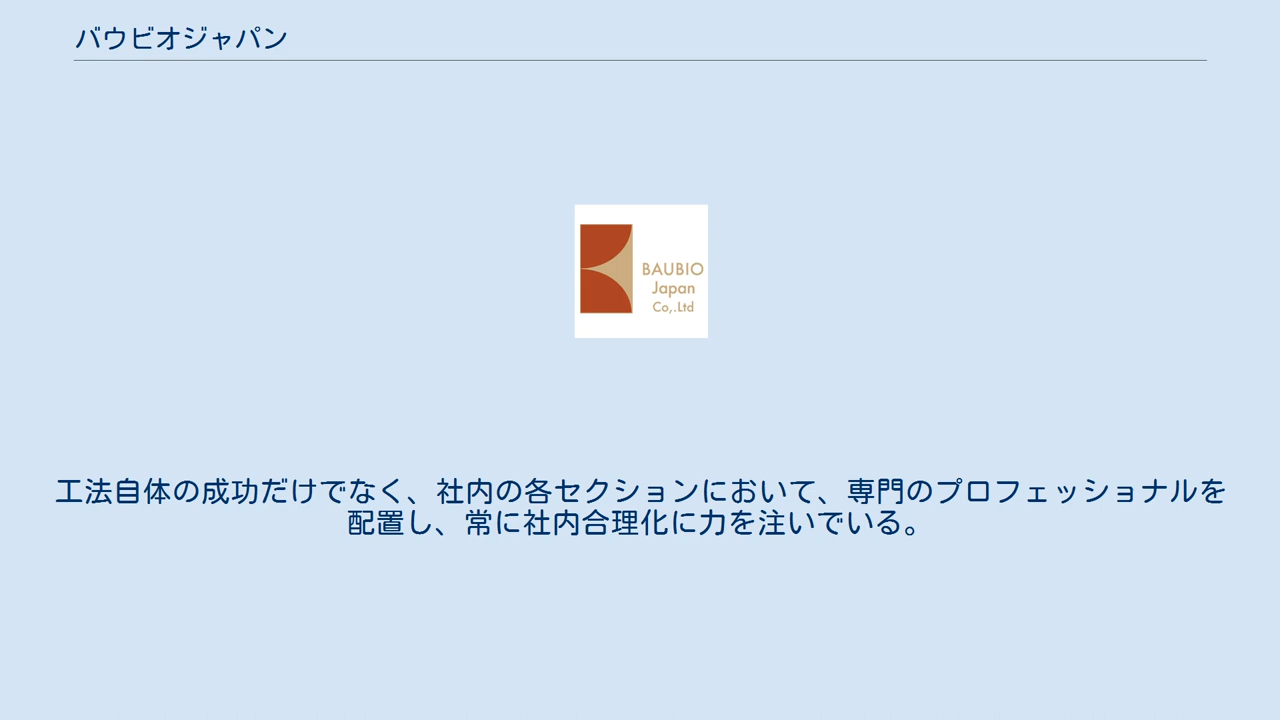 バウビオジャパン
BAUBIO
Japan
Co,.Ltd
工法自体の成功だけでなく、社内の各セクションにおいて、専門のプロフェッショナルを
配置し、常に社内合理化に力を注いでいる。